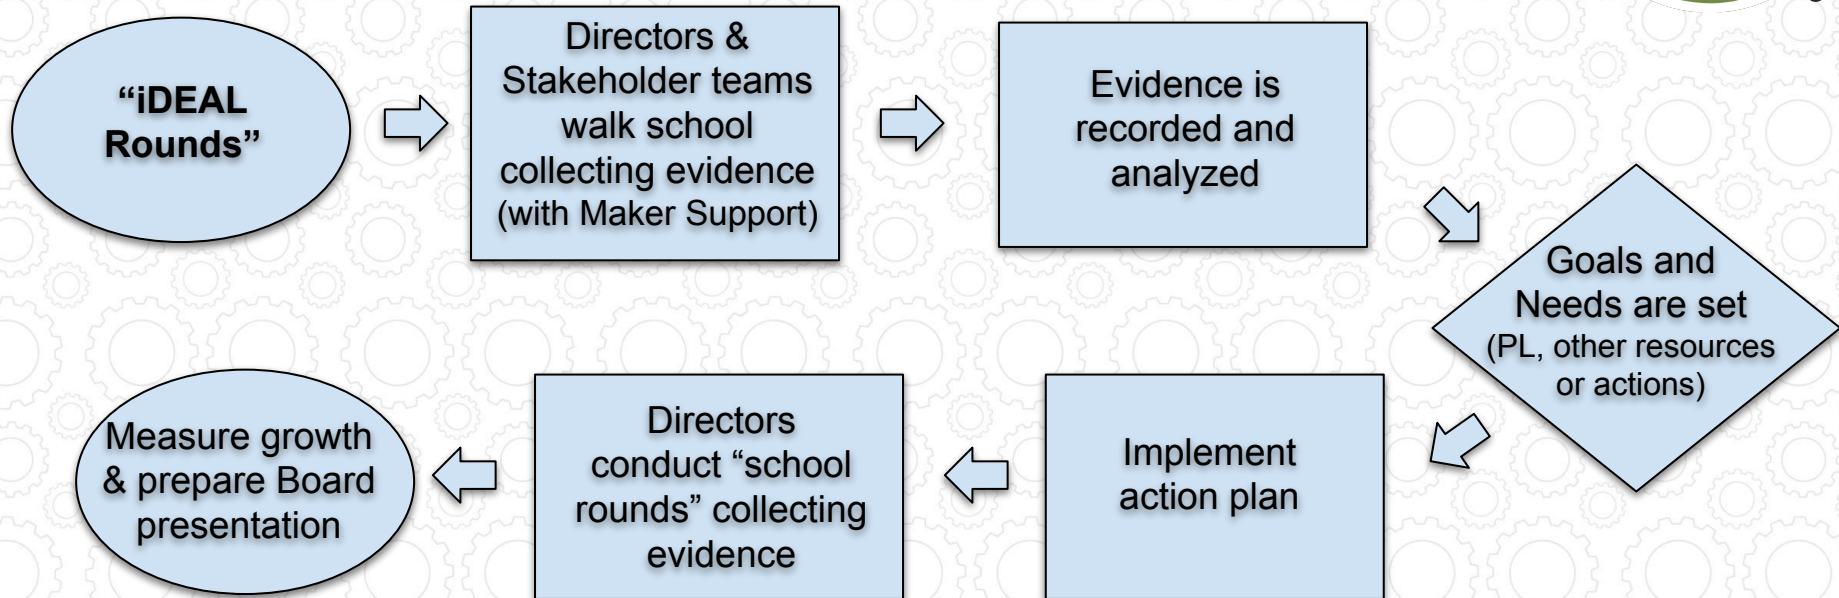 “iDEAL
Rounds”
Directors &
Stakeholder teams
walk school
collecting evidence
(with Maker Support)
Evidence is
recorded and
analyzed
Goals and
Needs are set
(PL, other resources
or actions)
Implement
action plan
Directors
conduct “school
rounds” collecting
evidence
Measure growth
& prepare Board
presentation